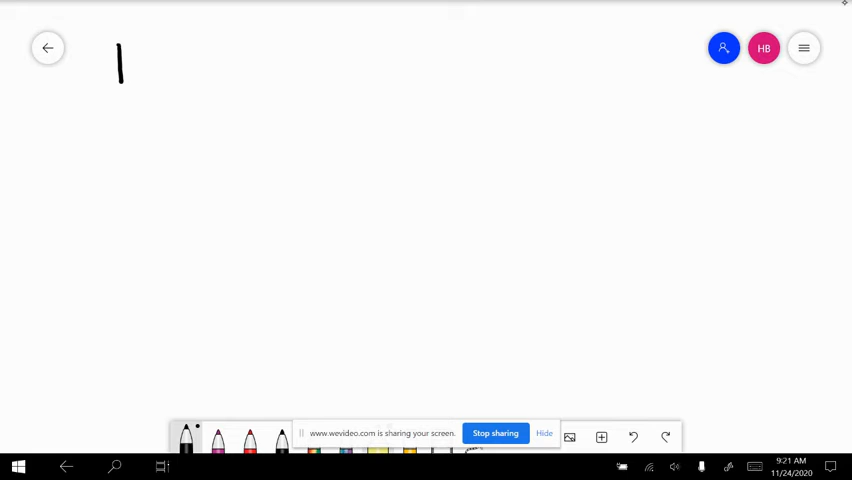 HB
www.wevideo.com is sharing your screen.
Stop sharing
Hide
9:21 AM
11/24/2020